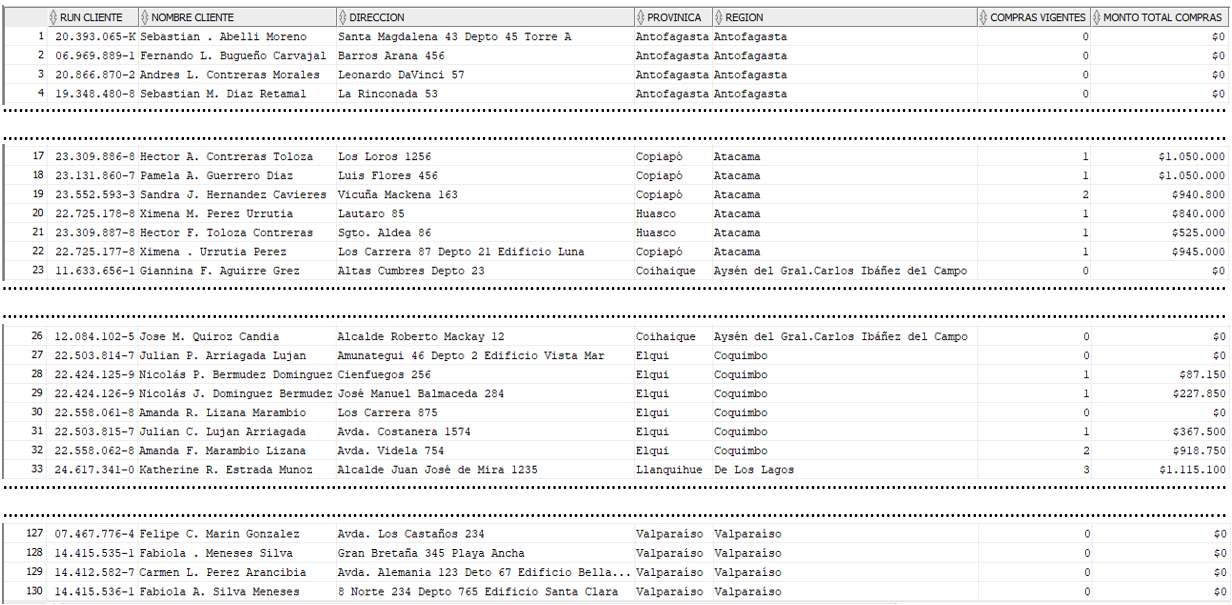 RUN CLIENTE NOMBRE CLIENTE DIRECCION PROVINICA REGION COMPRAS VIGENTES MONTO TOTAL COMPRAS
1 20.393.065-K Sebastian . Abelli Moreno Santa Magdalena 43 Depto 45 Torre A Antofagasta Antofagasta 0 $0
2 06.969.889-1 Fernando L. Bugueño Carvajal Barros Arana 456 Antofagasta Antofagasta 0 $0
3 20.866.870-2 Andres L. Contreras Morales Leonardo DaVinci 57 Antofagasta Antofagasta 0 $0
4 19.348.480-8 Sebastian M. Diaz Retamal La Rinconada 53 Antofagasta Antofagasta 0 $0
17 23.309.886-8 Hector A. Contreras Toloza Los Loros 1256 Copiapó Atacama 1 $1.050.000
18 23.131.860-7 Pamela A. Guerrero Diaz Luis Flores 456 Copiapó Atacama 1 $1.050.000
19 23.552.593-3 Sandra J. Hernandez Cavieres Vicuña Mackena 163 Copiapó Atacama 2 $940.800
20 22.725.178-8 Ximena M. Perez Urrutia Lautaro 85 Huasco Atacama 1 $840.000
21 23.309.887-8 Hector F. Toloza Contreras Sgto. Aldea 86 Huasco Atacama 1 $525.000
22 22.725.177-8 Ximena . Urrutia Perez Los Carrera 87 Depto 21 Edificio Luna Copiapó Atacama 1 $945.000
23 11.633.656-1 Giannina F. Aguirre Grez Altas Cumbres Depto 23 Coihaique Aysén del Gral.Carlos Ibáñez del Campo 0 $0
26 12.084.102-5 Jose M. Quiroz Candia Alcalde Roberto Mackay 12 Coihaique Aysén del Gral.Carlos Ibáñez del Campo 0 $0
27 22.503.814-7 Julian P. Arriagada Lujan Amunategui 46 Depto 2 Edificio Vista Mar Elqui Coquimbo 0 $0
28 22.424.125-9 Nicolás P. Bermudez Dominguez Cienfuegos 256 Elqui Coquimbo 1 $87.150
29 22.424.126-9 Nicolás J. Dominguez Bermudez José Manuel Balmaceda 284 Elqui Coquimbo 1 $227.850
30 22.558.061-8 Amanda R. Lizana Marambio Los Carrera 875 Elqui Coquimbo 0 $0
31 22.503.815-7 Julian C. Lujan Arriagada Avda. Costanera 1574 Elqui Coquimbo 1 $367.500
32 22.558.062-8 Amanda F. Marambio Lizana Avda. Videla 754 Elqui Coquimbo 2 $918.750
33 24.617.341-0 Katherine R. Estrada Munoz Alcalde Juan José de Mira 1235 Llanquihue De Los Lagos 3 $1.115.100
127 07.467.776-4 Felipe C. Marin Gonzalez Avda. Los Castaños 234 Valparaíso Valparaíso 0 $0
128 14.415.535-1 Fabiola . Meneses Silva Gran Bretaña 345 Playa Ancha Valparaíso Valparaíso 0 $0
129 14.412.582-7 Carmen L. Perez Arancibia Avda. Alemania 123 Deto 67 Edificio Bella... Valparaíso Valparaíso 0 $0
130 14.415.536-1 Fabiola A. Silva Meneses 8 Norte 234 Depto 765 Edificio Santa Clara Valparaíso Valparaíso 0 $0